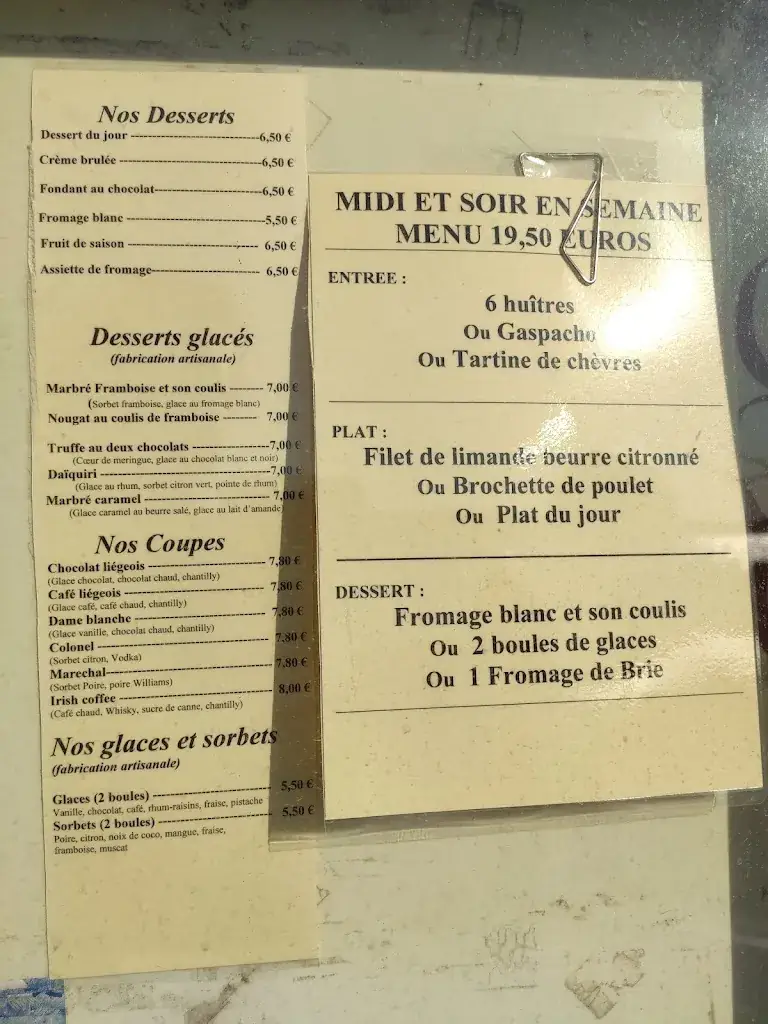 Nos Desserts
Dessert du jour ---------------------------6,50 €
Crème brulée -----------------------------6,50 €
Fondant au chocolat----------------------6,50 €
Fromage blanc ----------------------------5,50 €
Fruit de saison --------------------------- 6,50 €
Assiette de fromage---------------------- 6,50 €
Desserts glacés
(fabrication artisanale)
Marbré Framboise et son coulis -------- 7,00 €
(Sorbet framboise, glace au fromage blanc)
Nougat au coulis de framboise -------- 7,00 €
Truffe au deux chocolats ----------------7,00 €
(Cœur de meringue, glace au chocolat blanc et noir)
Daïquiri -----------------------------------7,00 €
(Glace au rhum, sorbet citron vert, pointe de rhum)
Marbré caramel -------------------------- 7,00 €
(Glace caramel au beurre salé, glace au lait d'amande)
Nos Coupes
Chocolat liégeois ------------------------- 7,80 €
(Glace chocolat, chocolat chaud, chantilly)
Café liégeois ------------------------------ 7,80 €
(Glace café, café chaud, chantilly)
Dame blanche ---------------------------- 7,80 €
(Glace vanille, chocolat chaud, chantilly)
Colonel ------------------------------------ 7,80 €
(Sorbet citron, Vodka)
Marechal---------------------------------- 7,80 €
(Sorbet Poire, poire Williams)
Irish coffee -------------------------------- 8,00 €
(Café chaud, Whisky, sucre de canne, chantilly)
Nos glaces et sorbets
(fabrication artisanale)
Glaces (2 boules) ------------------------- 5,50 €
Vanille, chocolat, café, rhum-raisins, fraise, pistache
Sorbets (2 boules) ------------------------ 5,50 €
Poire, citron, noix de coco, mangue, fraise,
framboise, muscat
MIDI ET SOIR EN SEMAINE
MENU 19,50 EUROS
ENTREE :
6 huîtres
Ou Gaspacho
Ou Tartine de chèvres
PLAT :
Filet de limande beurre citronné
Ou Brochette de poulet
Ou Plat du jour
DESSERT :
Fromage blanc et son coulis
Ou 2 boules de glaces
Ou 1 Fromage de Brie